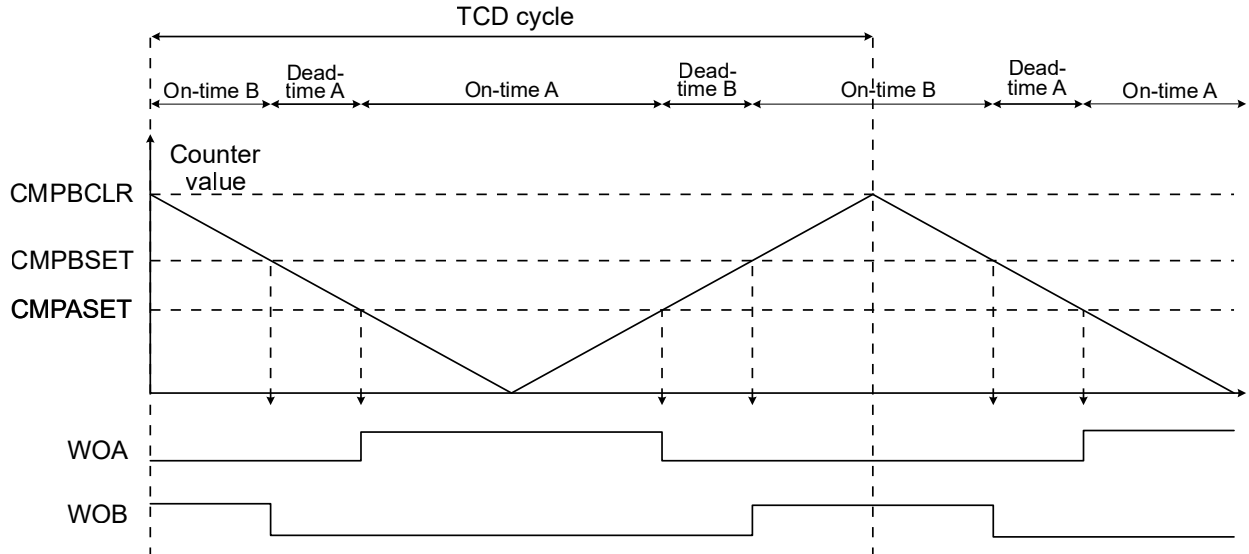 TCD cycle
On-time B
Dead-
time A
On-time A
Dead-
time B
On-time B
Dead-
time A
On-time A
Counter
value
CMPBCLR
CMPBSET
CMPASET
WOA
WOB